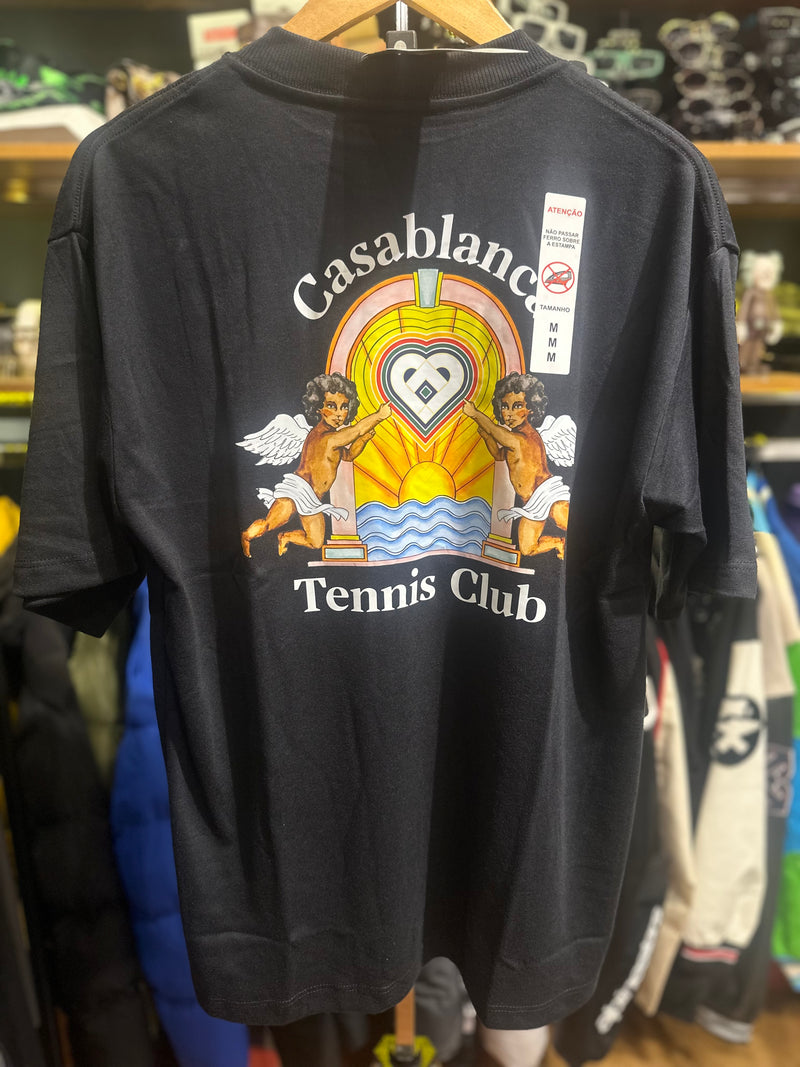 Casablanca
ATENÇÃO
NÃO PASSAR
FERRO SOBRE
A ESTAMPA
TAMANHO
M
M
M
Tennis Club